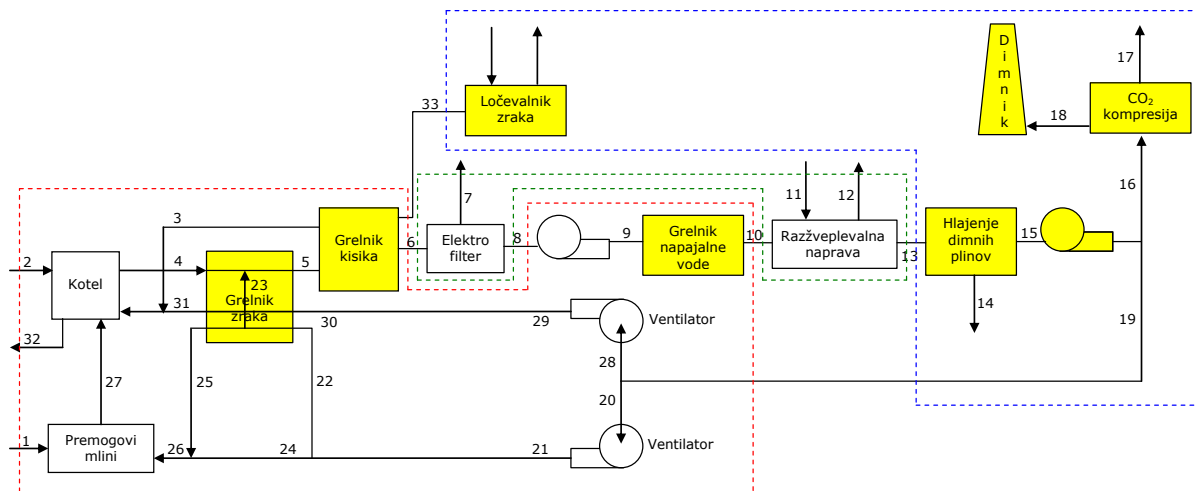 D
i
m
n
i
k
17
CO₂
kompresija
18
16
33
Ločevalnik
zraka
7
11
12
3
Grelnik
kisika
6
Elektro
filter
8
9
Grelnik
napajalne
vode
10
Razžveplevalna
naprava
13
Hlajenje
dimnih
plinov
15
14
19
2
Kotel
4
5
23
Grelnik
zraka
31
30
29
Ventilator
32
28
27
25
22
20
1
Premogovi
mlini
26
24
21
Ventilator